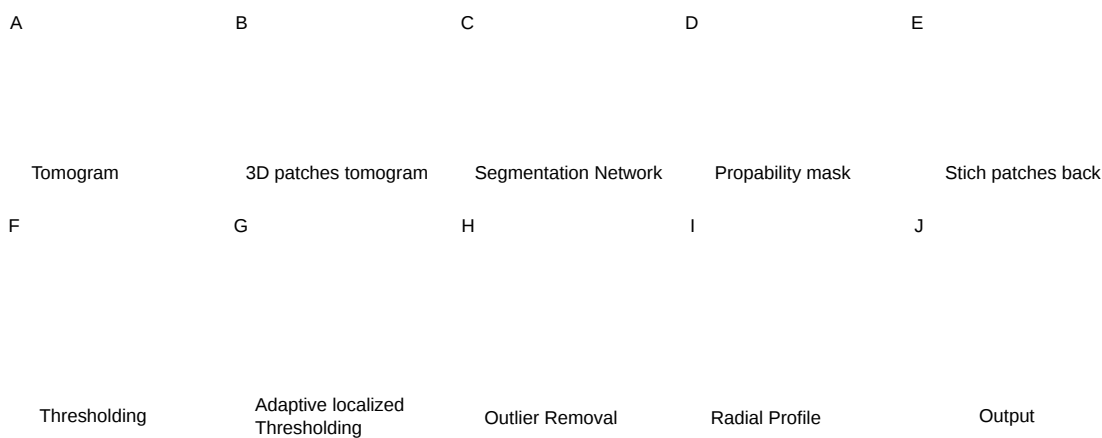 A
B
C
D
E
Tomogram
3D patches tomogram
Segmentation Network
Propability mask
Stich patches back
F
G
H
I
J
Thresholding
Adaptive localized
Thresholding
Outlier Removal
Radial Profile
Output